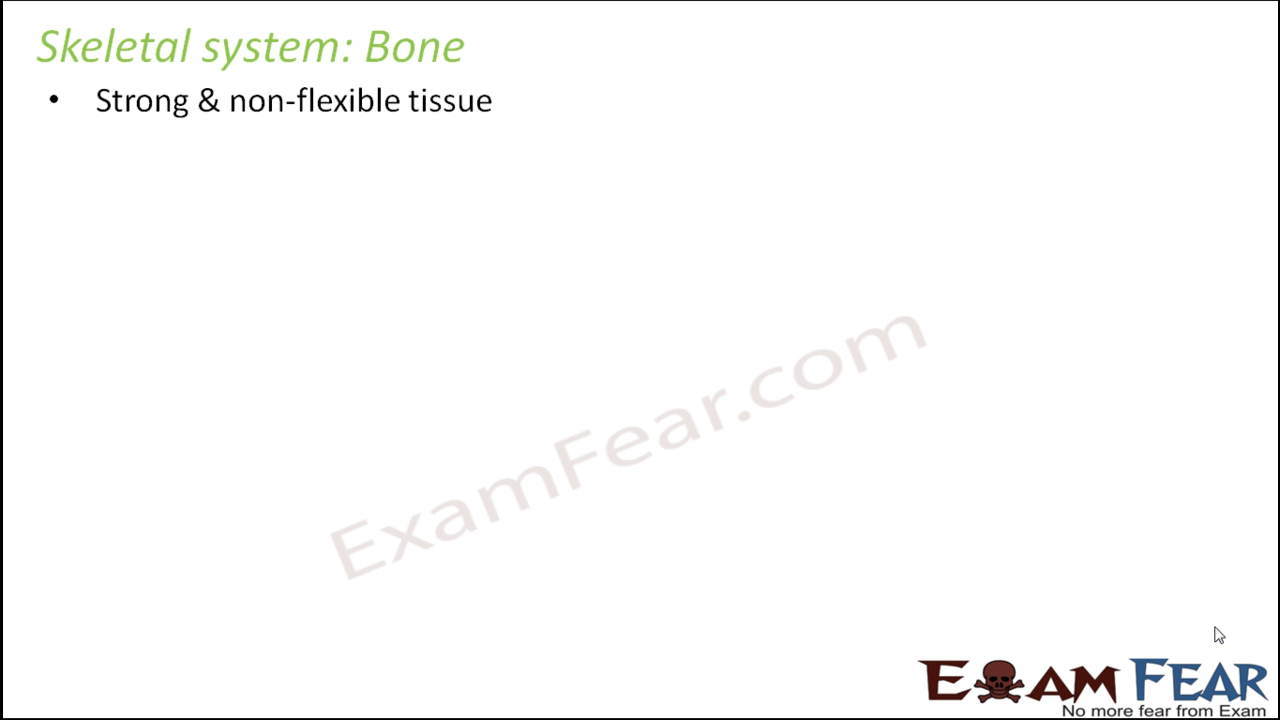 Skeletal system: Bone
• Strong & non-flexible tissue
ExamFear.com
EXAM FEAR
No more fear from Exam